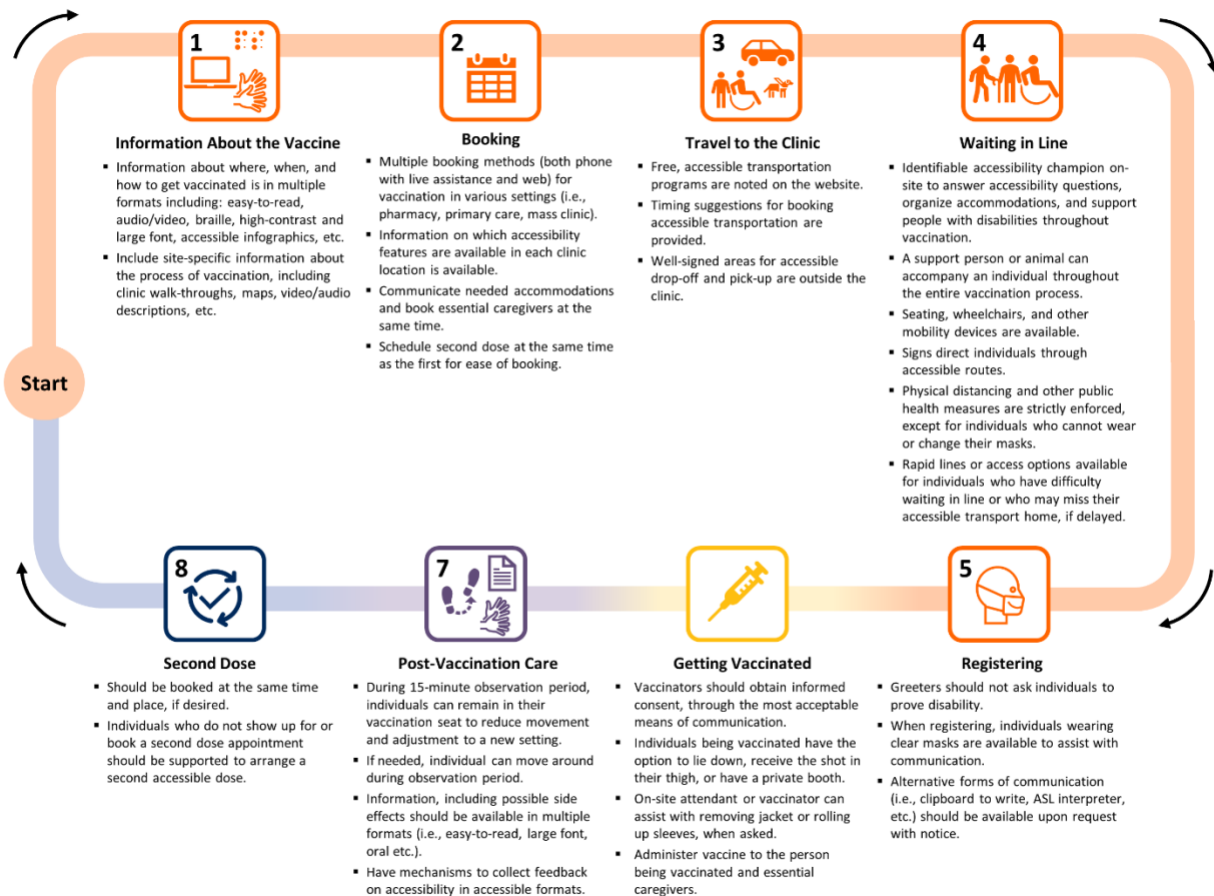 1
Information About the Vaccine
▪ Information about where, when, and
how to get vaccinated is in multiple
formats including: easy-to-read,
audio/video, braille, high-contrast and
large font, accessible infographics, etc.
▪ Include site-specific information about
the process of vaccination, including
clinic walk-throughs, maps, video/audio
descriptions, etc.
2
Booking
▪ Multiple booking methods (both phone
with live assistance and web) for
vaccination in various settings (i.e.,
pharmacy, primary care, mass clinic).
▪ Information on which accessibility
features are available in each clinic
location is available.
▪ Communicate needed accommodations
and book essential caregivers at the
same time.
▪ Schedule second dose at the same time
as the first for ease of booking.
3
Travel to the Clinic
▪ Free, accessible transportation
programs are noted on the website.
▪ Timing suggestions for booking
accessible transportation are
provided.
▪ Well-signed areas for accessible
drop-off and pick-up are outside the
clinic.
4
Waiting in Line
▪ Identifiable accessibility champion on-
site to answer accessibility questions,
organize accommodations, and support
people with disabilities throughout
vaccination.
▪ A support person or animal can
accompany an individual throughout
the entire vaccination process.
▪ Seating, wheelchairs, and other
mobility devices are available.
▪ Signs direct individuals through
accessible routes.
▪ Physical distancing and other public
health measures are strictly enforced,
except for individuals who cannot wear
or change their masks.
▪ Rapid lines or access options available
for individuals who have difficulty
waiting in line or who may miss their
accessible transport home, if delayed.
Start
8
Second Dose
▪ Should be booked at the same time
and place, if desired.
▪ Individuals who do not show up for or
book a second dose appointment
should be supported to arrange a
second accessible dose.
7
Post-Vaccination Care
▪ During 15-minute observation period,
individuals can remain in their
vaccination seat to reduce movement
and adjustment to a new setting.
▪ If needed, individual can move around
during observation period.
▪ Information, including possible side
effects should be available in multiple
formats (i.e., easy-to-read, large font,
oral etc.).
▪ Have mechanisms to collect feedback
on accessibility in accessible formats.
Getting Vaccinated
▪ Vaccinators should obtain informed
consent, through the most acceptable
means of communication.
▪ Individuals being vaccinated have the
option to lie down, receive the shot in
their thigh, or have a private booth.
▪ On-site attendant or vaccinator can
assist with removing jacket or rolling
up sleeves, when asked.
▪ Administer vaccine to the person
being vaccinated and essential
caregivers.
5
Registering
▪ Greeters should not ask individuals to
prove disability.
▪ When registering, individuals wearing
clear masks are available to assist with
communication.
▪ Alternative forms of communication
(i.e., clipboard to write, ASL interpreter,
etc.) should be available upon request
with notice.